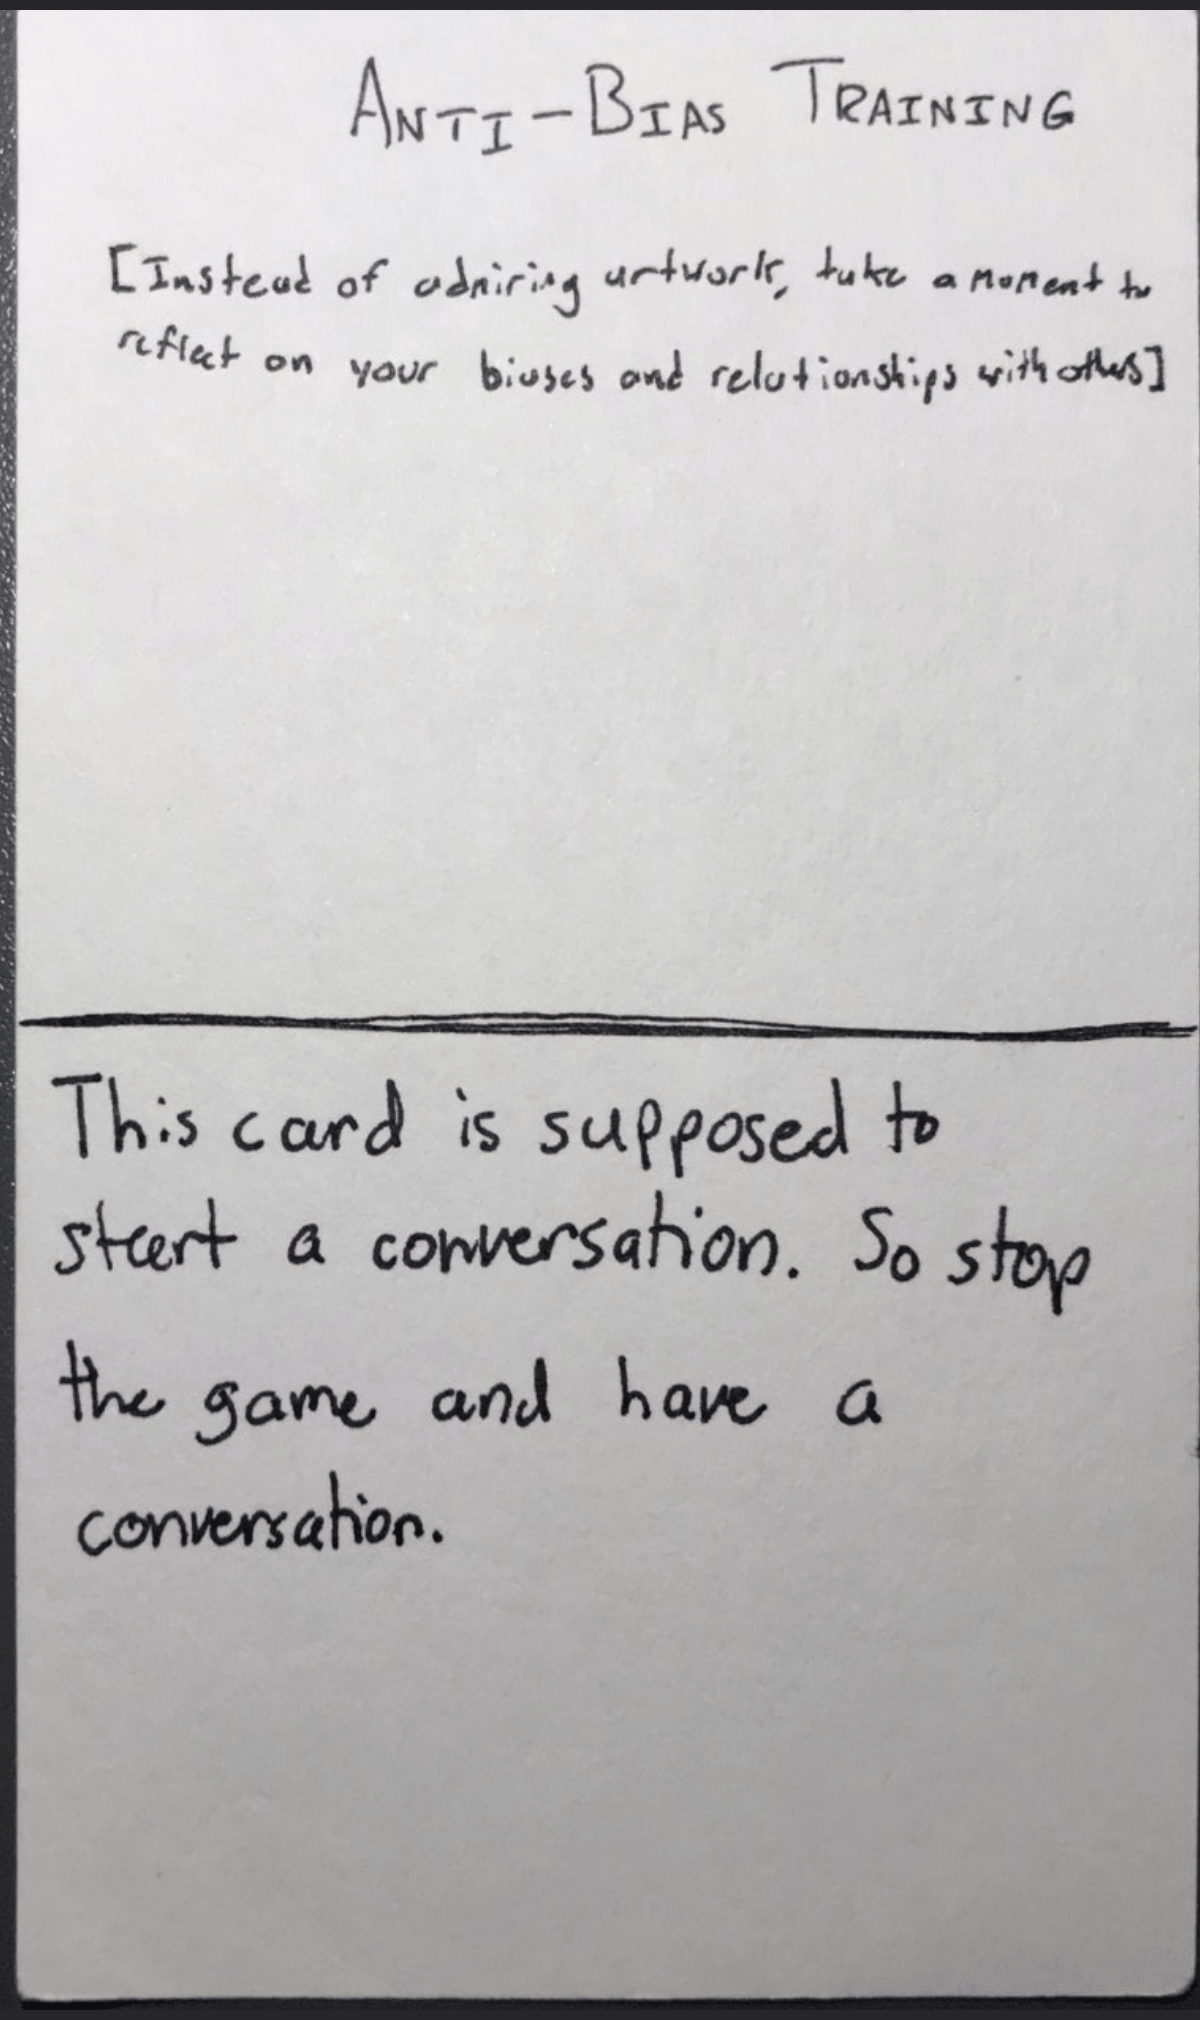 ANTI-BIAS TRAINING
[Instead of admiring artwork, take a moment to
reflect on your biases and relationships with others]
This card is supposed to
start a conversation. So stop
the game and have a
conversation.